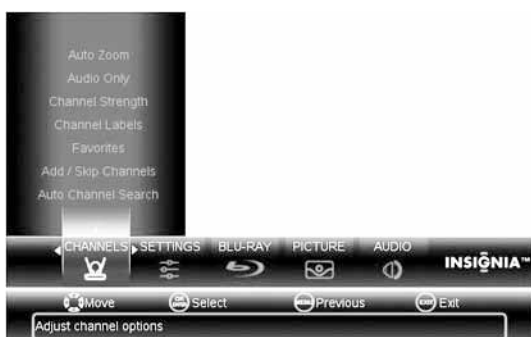 Auto Zoom
Audio Only
Channel Strength
Channel Labels
Favorites
Add / Skip Channels
Auto Channel Search
CHANNELS SETTINGS BLU-RAY PICTURE AUDIO
INSIGNIA™
Move OK ENTER Select MENU Previous EXIT Exit
Adjust channel options